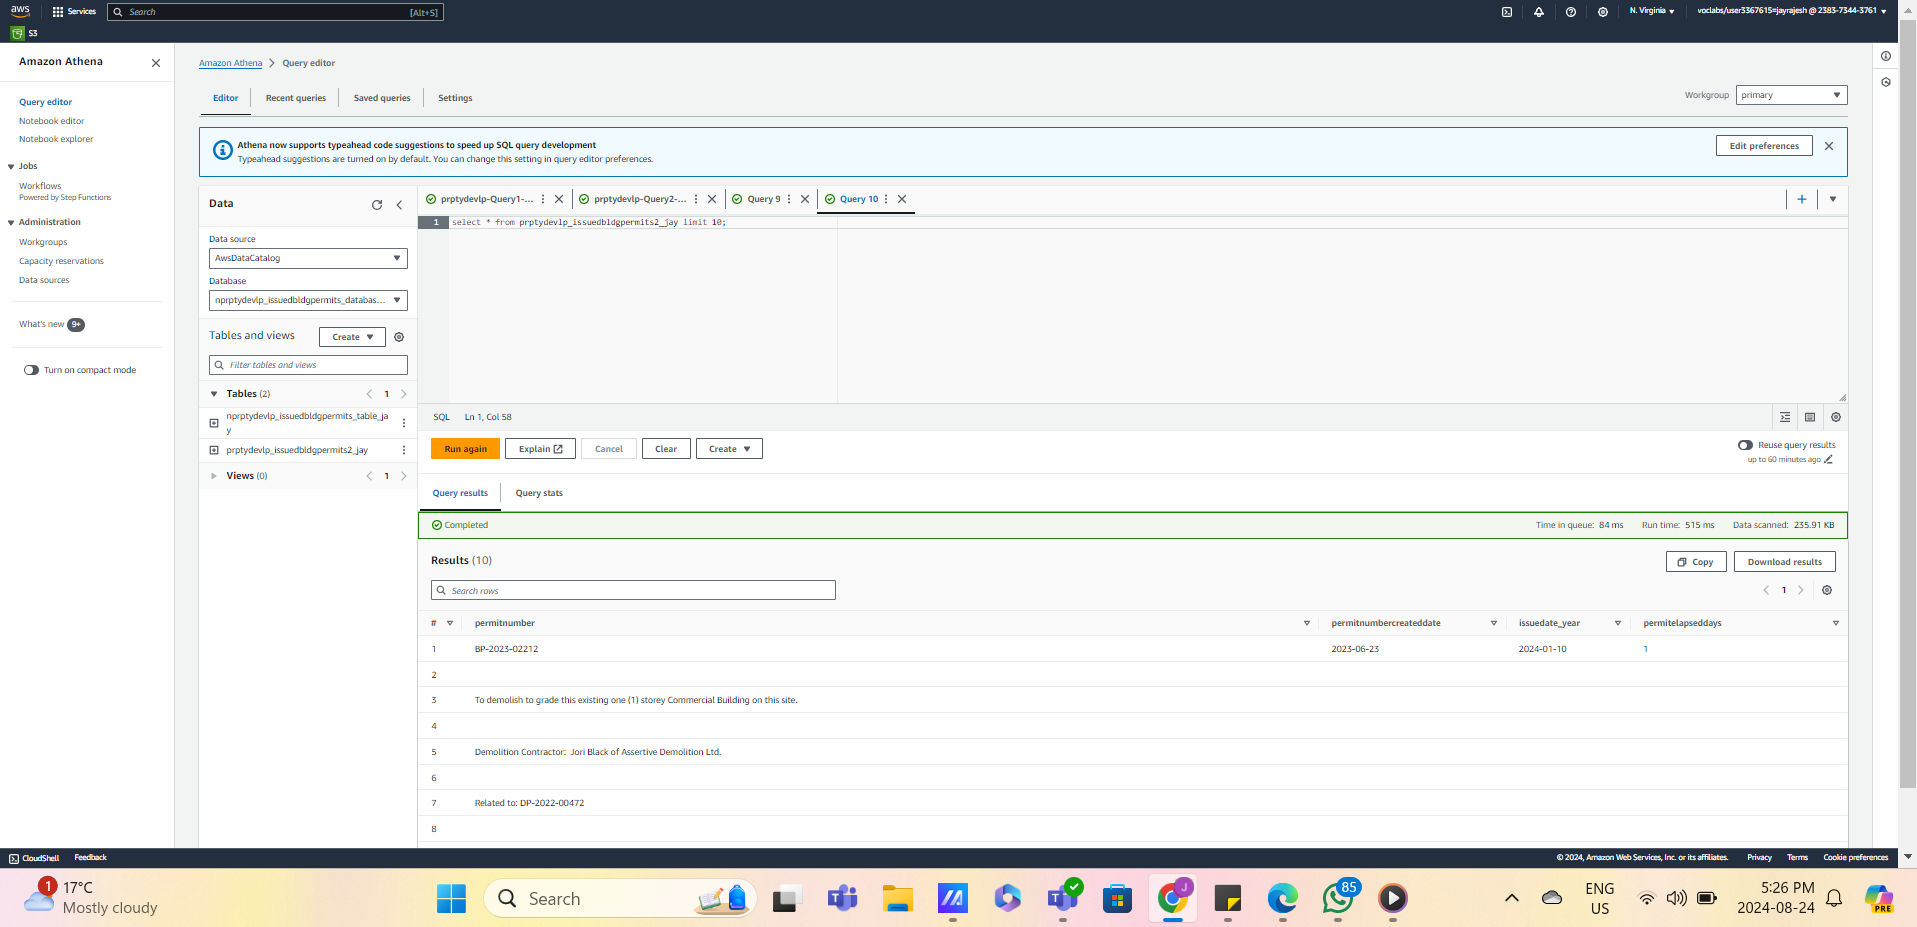 aws
Services
Search
[Alt+S]
N. Virginia
voclabs/user3367615=jayrajesh @ 2383-7344-3761
S3
Amazon Athena
Query editor
Notebook editor
Notebook explorer
Jobs
Workflows
Powered by Step Functions
Administration
Workgroups
Capacity reservations
Data sources
What's new 9+
Turn on compact mode
Amazon Athena > Query editor
Editor
Recent queries
Saved queries
Settings
Workgroup
primary
Athena now supports typeahead code suggestions to speed up SQL query development
Typeahead suggestions are turned on by default. You can change this setting in query editor preferences.
Edit preferences
Data
Data source
AwsDataCatalog
Database
nprptydevlp_issuedbldgpermits_databas...
Tables and views
Create
Filter tables and views
Tables (2)
1
nprptydevlp_issuedbldgpermits_table_ja
y
prptydevlp_issuedbldgpermits2_jay
Views (0)
1
prptydevlp-Query1-...
prptydevlp-Query2-...
Query 9
Query 10
1 select * from prptydevlp_issuedbldgpermits2_jay limit 10;
SQL Ln 1, Col 58
Run again
Explain
Cancel
Clear
Create
Reuse query results
up to 60 minutes ago
Query results
Query stats
Completed
Time in queue: 84 ms Run time: 515 ms Data scanned: 235.91 KB
Results (10)
Copy
Download results
Search rows
1
# permitnumber permitnumbercreateddate issuedate_year permitelapseddays
1 BP-2023-02212 2023-06-23 2024-01-10 1
2
3 To demolish to grade this existing one (1) storey Commercial Building on this site.
4
5 Demolition Contractor: Jori Black of Assertive Demolition Ltd.
6
7 Related to: DP-2022-00472
8
CloudShell
Feedback
© 2024, Amazon Web Services, Inc. or its affiliates.
Privacy
Terms
Cookie preferences
1
17°C
Mostly cloudy
Search
J
85
ENG
US
5:26 PM
2024-08-24
PRE